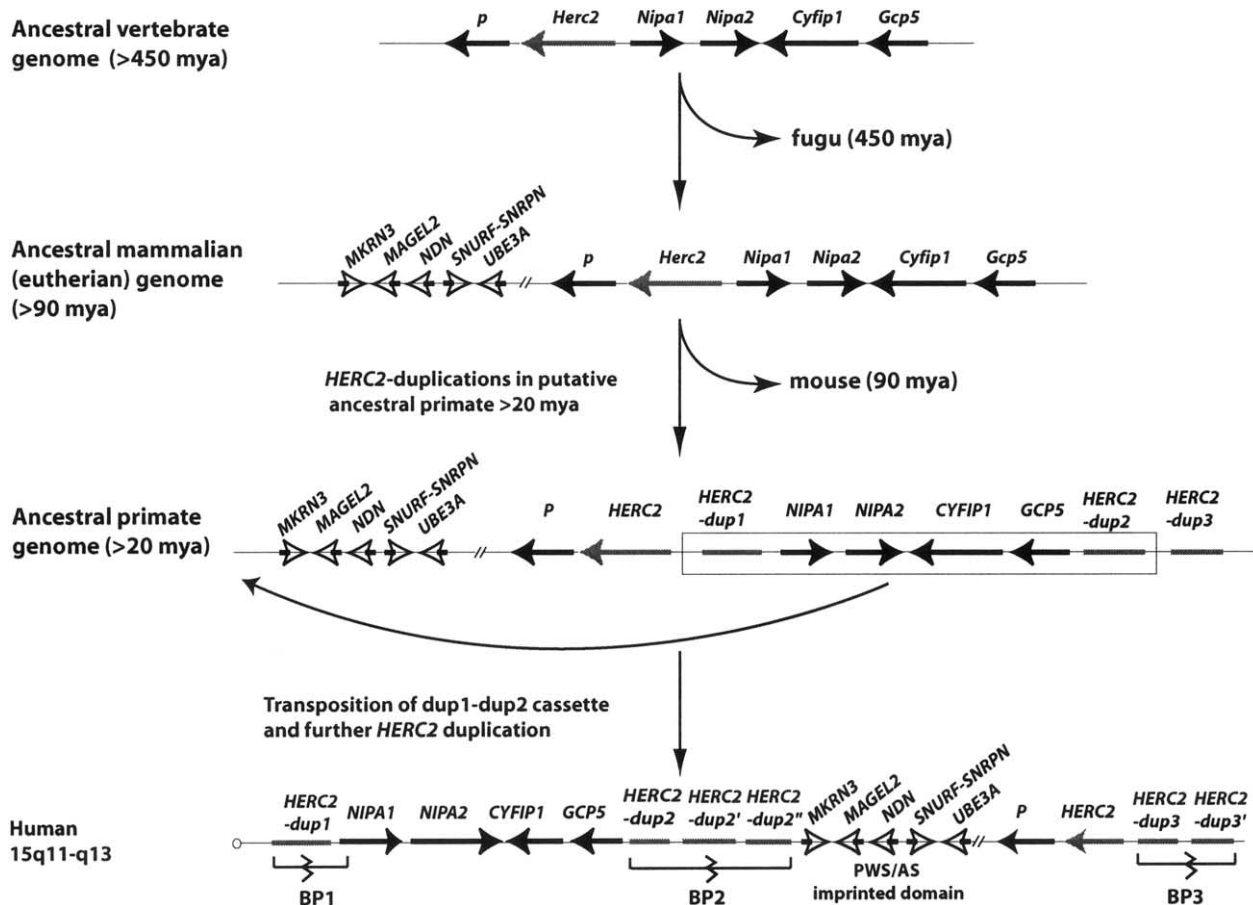 Ancestral vertebrate
genome (>450 mya)
p Herc2 Nipa1 Nipa2 Cyfip1 Gcp5
fugu (450 mya)
Ancestral mammalian
(eutherian) genome
(>90 mya)
MKRN3 MAGEL2 NDN SNURF-SNRPN UBE3A // p Herc2 Nipa1 Nipa2 Cyfip1 Gcp5
HERC2-duplications in putative
ancestral primate >20 mya
mouse (90 mya)
Ancestral primate
genome (>20 mya)
MKRN3 MAGEL2 NDN SNURF-SNRPN UBE3A // P HERC2
HERC2
-dup1
NIPA1 NIPA2 CYFIP1 GCP5
HERC2
-dup2
HERC2
-dup3
Transposition of dup1-dup2 cassette
and further HERC2 duplication
Human
15q11-q13
HERC2
-dup1
NIPA1 NIPA2 CYFIP1 GCP5
HERC2
-dup2
HERC2
-dup2'
HERC2
-dup2"
MKRN3 MAGEL2 NDN SNURF-SNRPN UBE3A // P HERC2
HERC2
-dup3
HERC2
-dup3'
BP1
BP2
PWS/AS
imprinted domain
BP3